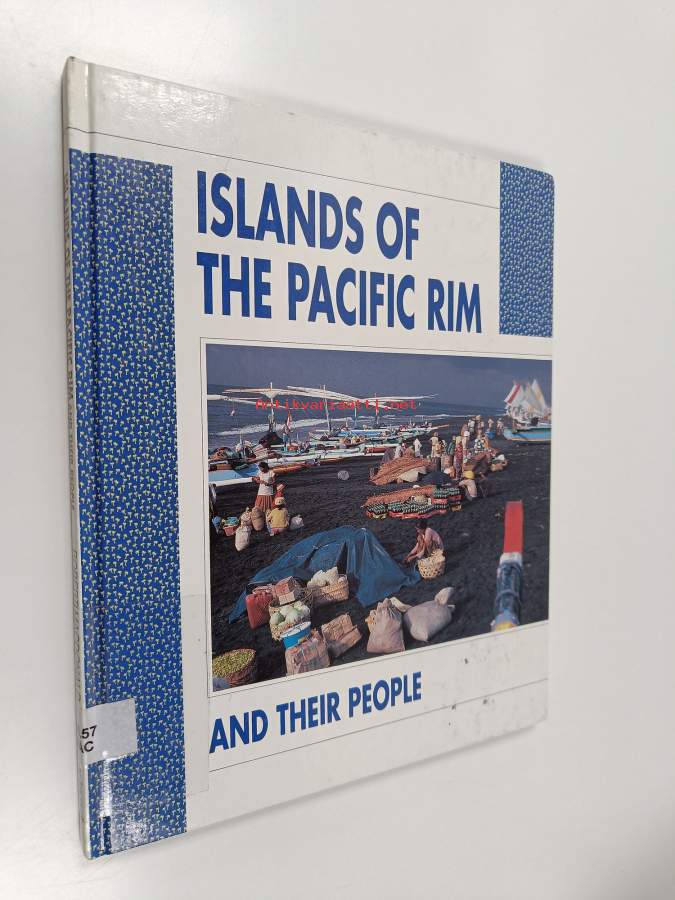 ISLANDS OF
THE PACIFIC RIM
Antikvariaatti.net
AND THEIR PEOPLE
57
AC